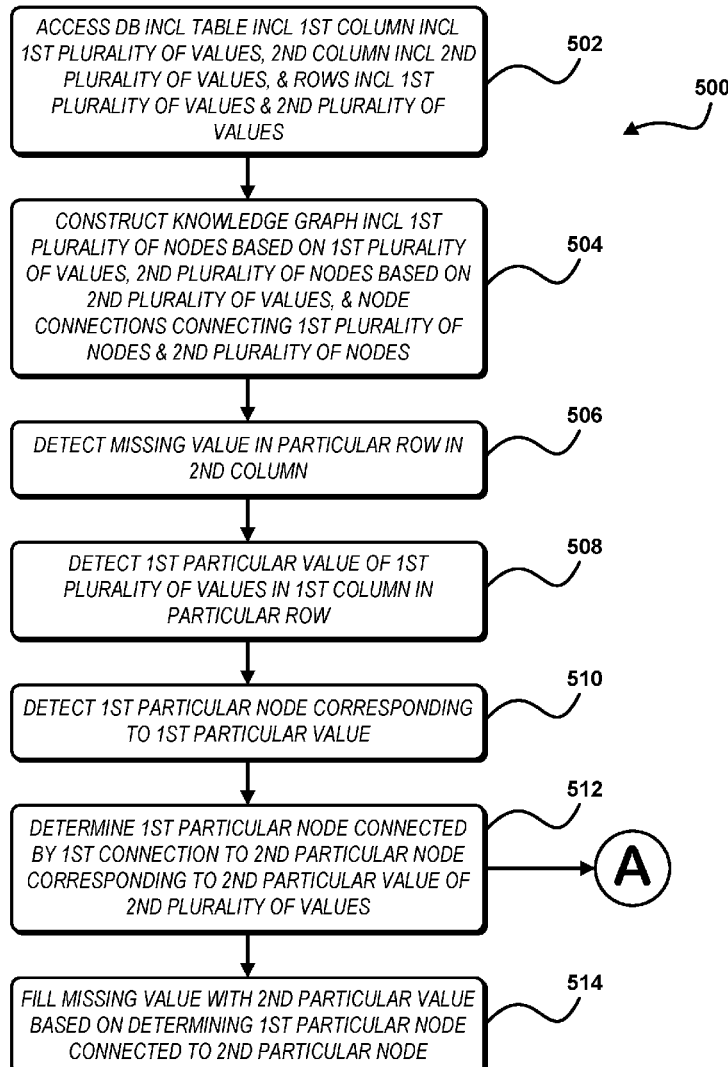 ACCESS DB INCL TABLE INCL 1ST COLUMN INCL
1ST PLURALITY OF VALUES, 2ND COLUMN INCL 2ND
PLURALITY OF VALUES, & ROWS INCL 1ST
PLURALITY OF VALUES & 2ND PLURALITY OF
VALUES
502
500
CONSTRUCT KNOWLEDGE GRAPH INCL 1ST
PLURALITY OF NODES BASED ON 1ST PLURALITY
OF VALUES, 2ND PLURALITY OF NODES BASED ON
2ND PLURALITY OF VALUES, & NODE
CONNECTIONS CONNECTING 1ST PLURALITY OF
NODES & 2ND PLURALITY OF NODES
504
DETECT MISSING VALUE IN PARTICULAR ROW IN
2ND COLUMN
506
DETECT 1ST PARTICULAR VALUE OF 1ST
PLURALITY OF VALUES IN 1ST COLUMN IN
PARTICULAR ROW
508
DETECT 1ST PARTICULAR NODE CORRESPONDING
TO 1ST PARTICULAR VALUE
510
DETERMINE 1ST PARTICULAR NODE CONNECTED
BY 1ST CONNECTION TO 2ND PARTICULAR NODE
CORRESPONDING TO 2ND PARTICULAR VALUE OF
2ND PLURALITY OF VALUES
512
A
FILL MISSING VALUE WITH 2ND PARTICULAR VALUE
BASED ON DETERMINING 1ST PARTICULAR NODE
CONNECTED TO 2ND PARTICULAR NODE
514